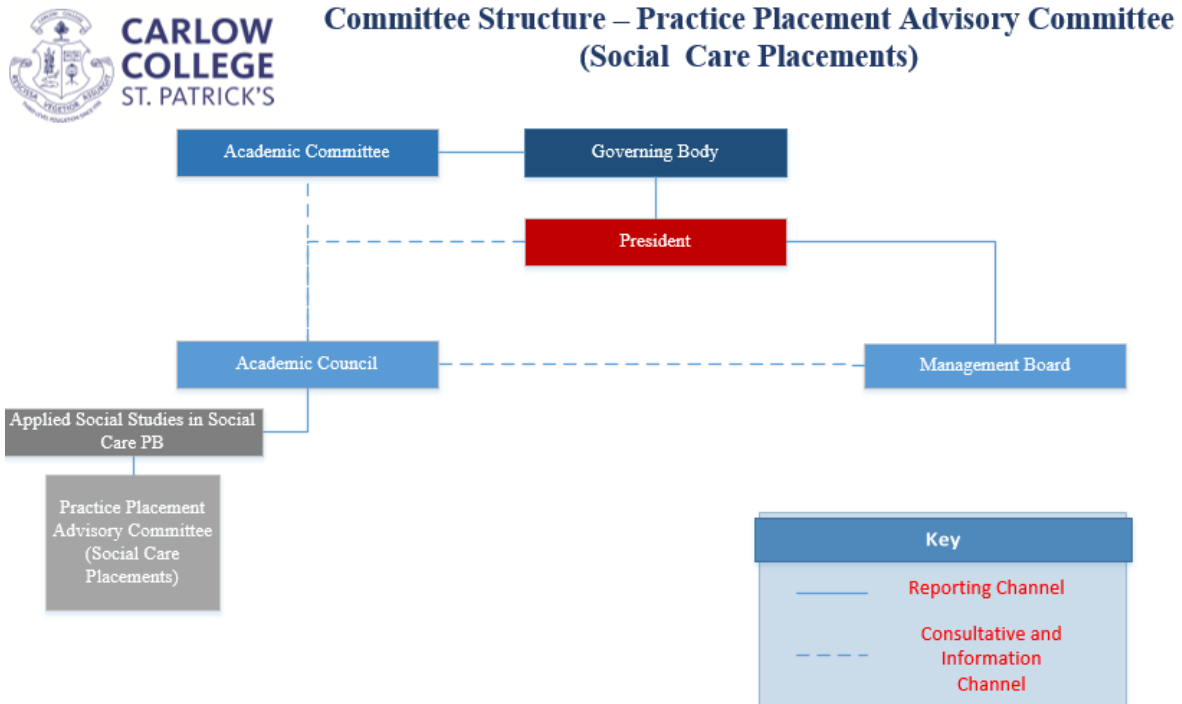 CARLOW
COLLEGE
ST. PATRICK'S
Committee Structure – Practice Placement Advisory Committee
(Social Care Placements)
Academic Committee
Governing Body
President
Academic Council
Management Board
Applied Social Studies in Social
Care PB
Practice Placement
Advisory Committee
(Social Care
Placements)
Key
Reporting Channel
Consultative and
Information
Channel